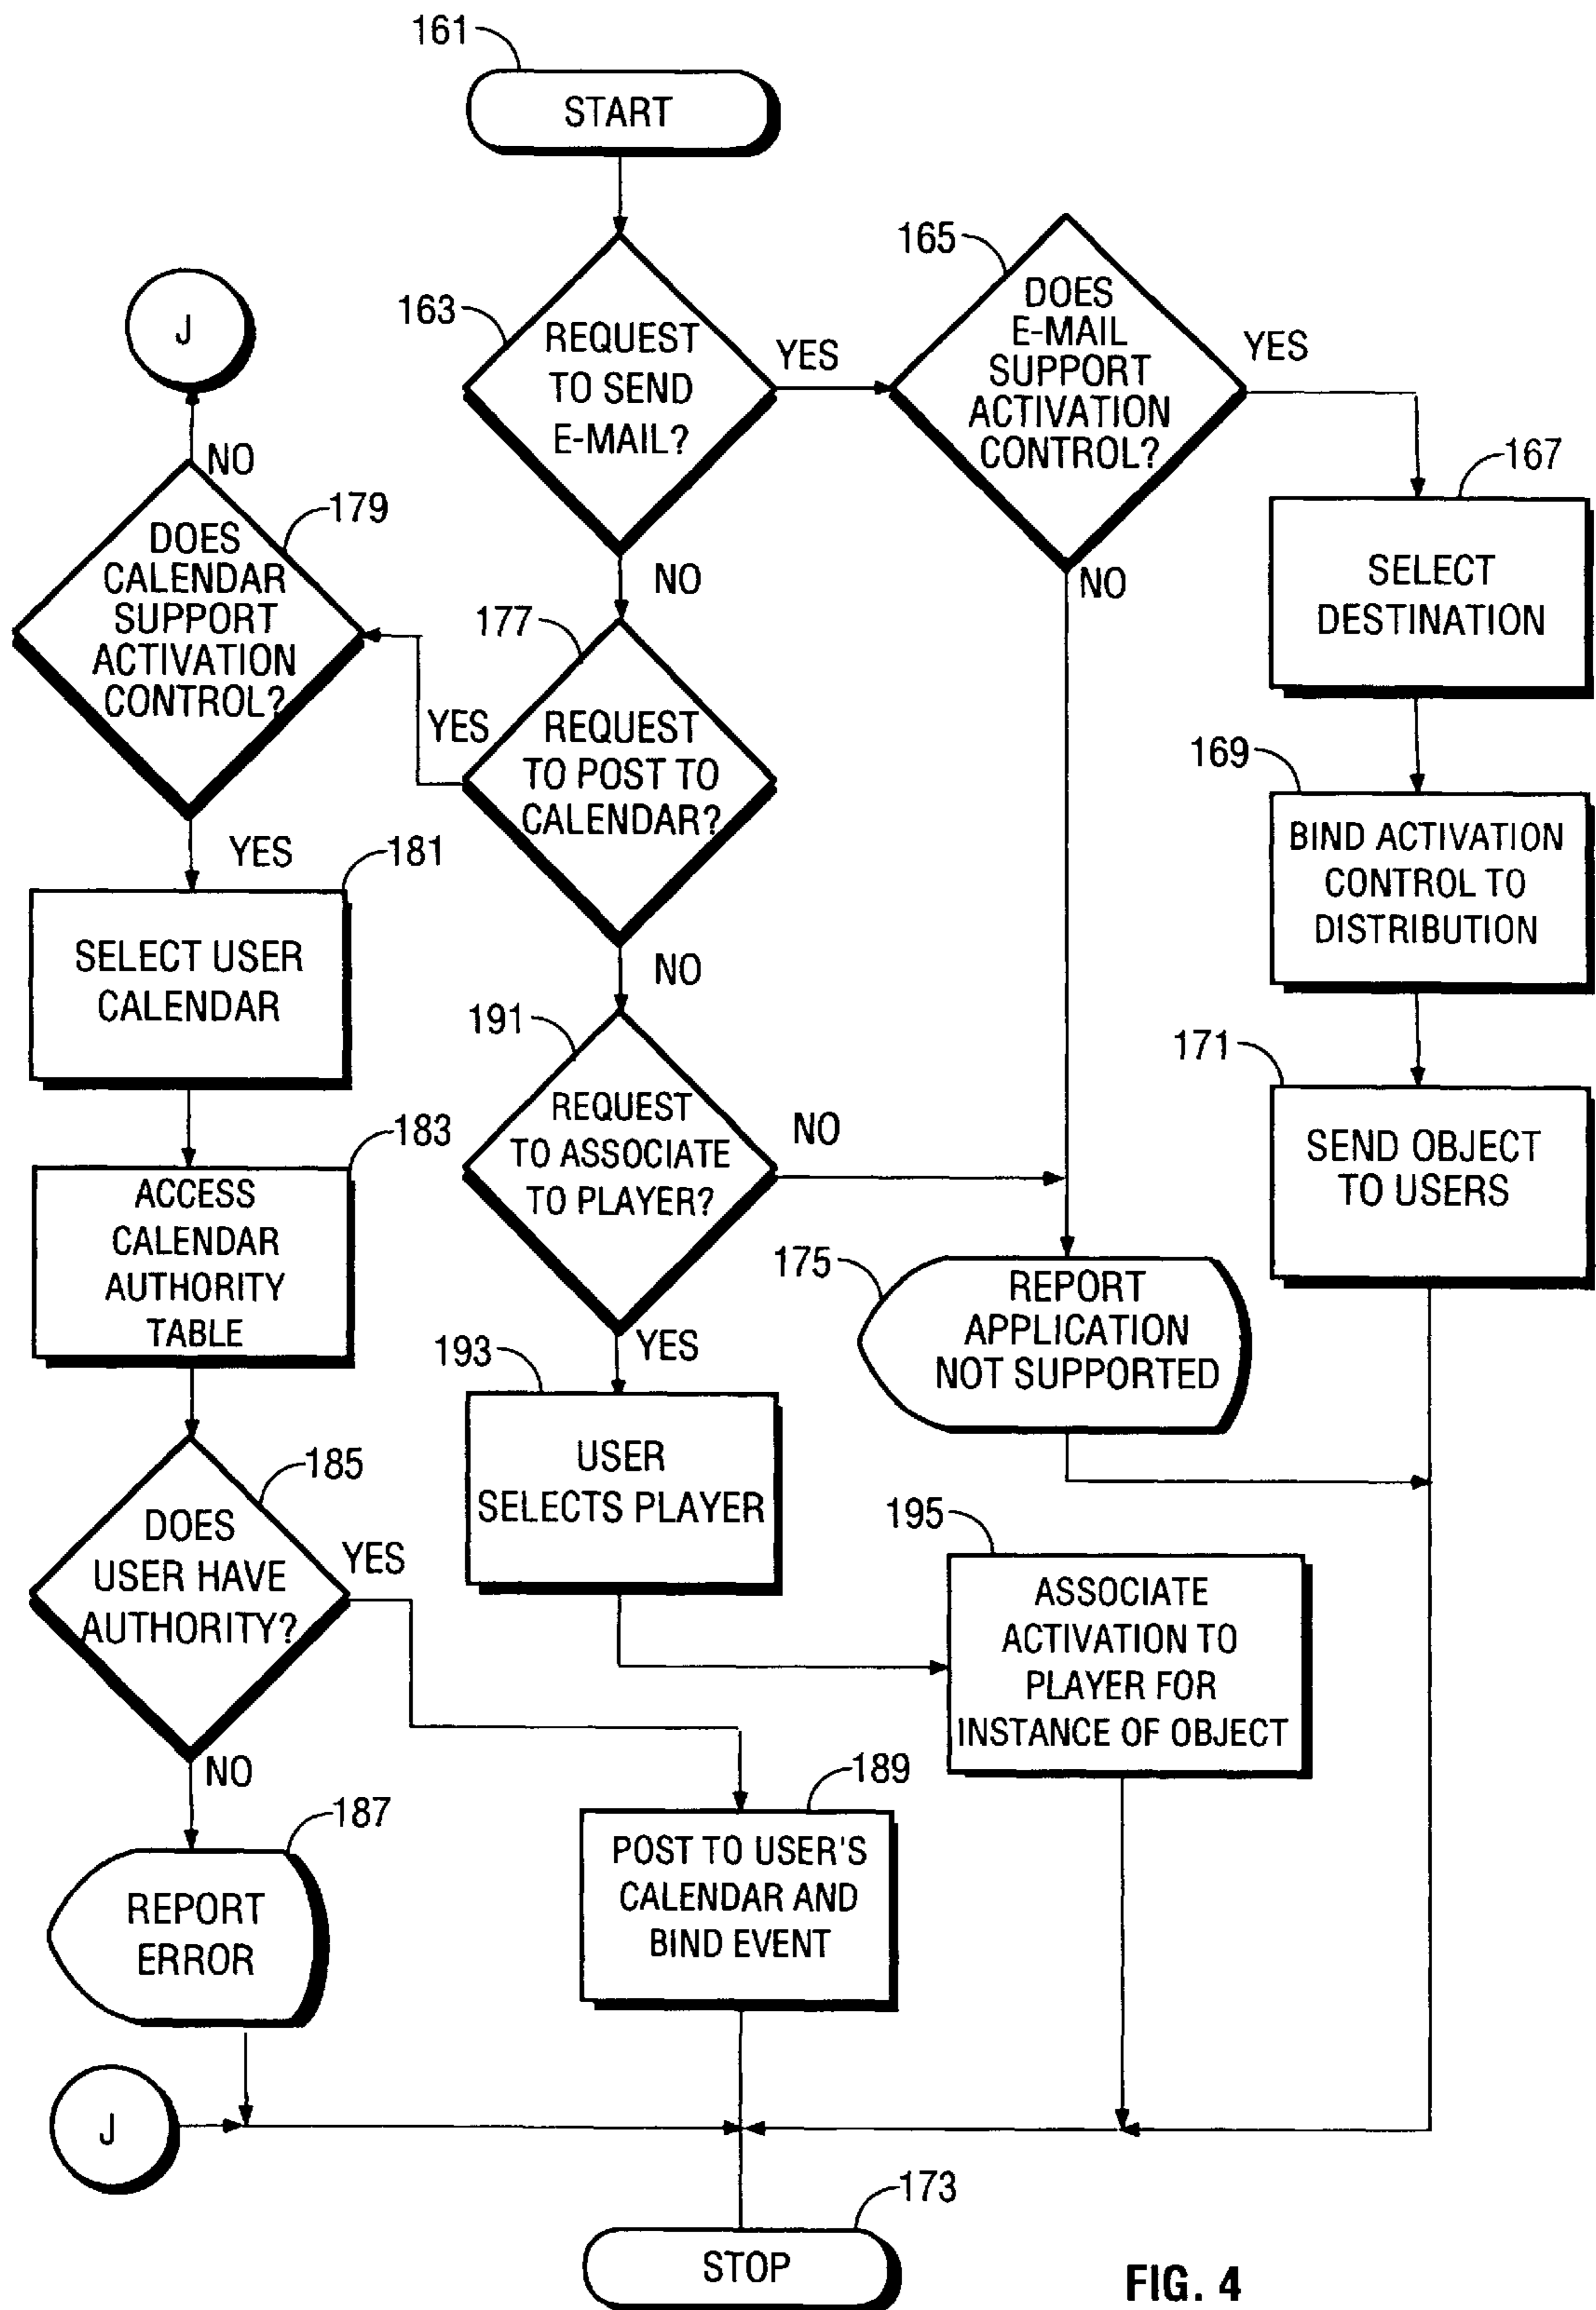 161
START
163
REQUEST
TO SEND
E-MAIL?
YES
NO
165
DOES
E-MAIL
SUPPORT
ACTIVATION
CONTROL?
YES
NO
167
SELECT
DESTINATION
169
BIND ACTIVATION
CONTROL TO
DISTRIBUTION
171
SEND OBJECT
TO USERS
J
NO
179
DOES
CALENDAR
SUPPORT
ACTIVATION
CONTROL?
YES
177
REQUEST
TO POST TO
CALENDAR?
YES
NO
181
SELECT USER
CALENDAR
183
ACCESS
CALENDAR
AUTHORITY
TABLE
191
REQUEST
TO ASSOCIATE
TO PLAYER?
NO
YES
175
REPORT
APPLICATION
NOT SUPPORTED
193
USER
SELECTS PLAYER
185
DOES
USER HAVE
AUTHORITY?
YES
NO
195
ASSOCIATE
ACTIVATION TO
PLAYER FOR
INSTANCE OF OBJECT
187
REPORT
ERROR
189
POST TO USER'S
CALENDAR AND
BIND EVENT
J
173
STOP
FIG. 4